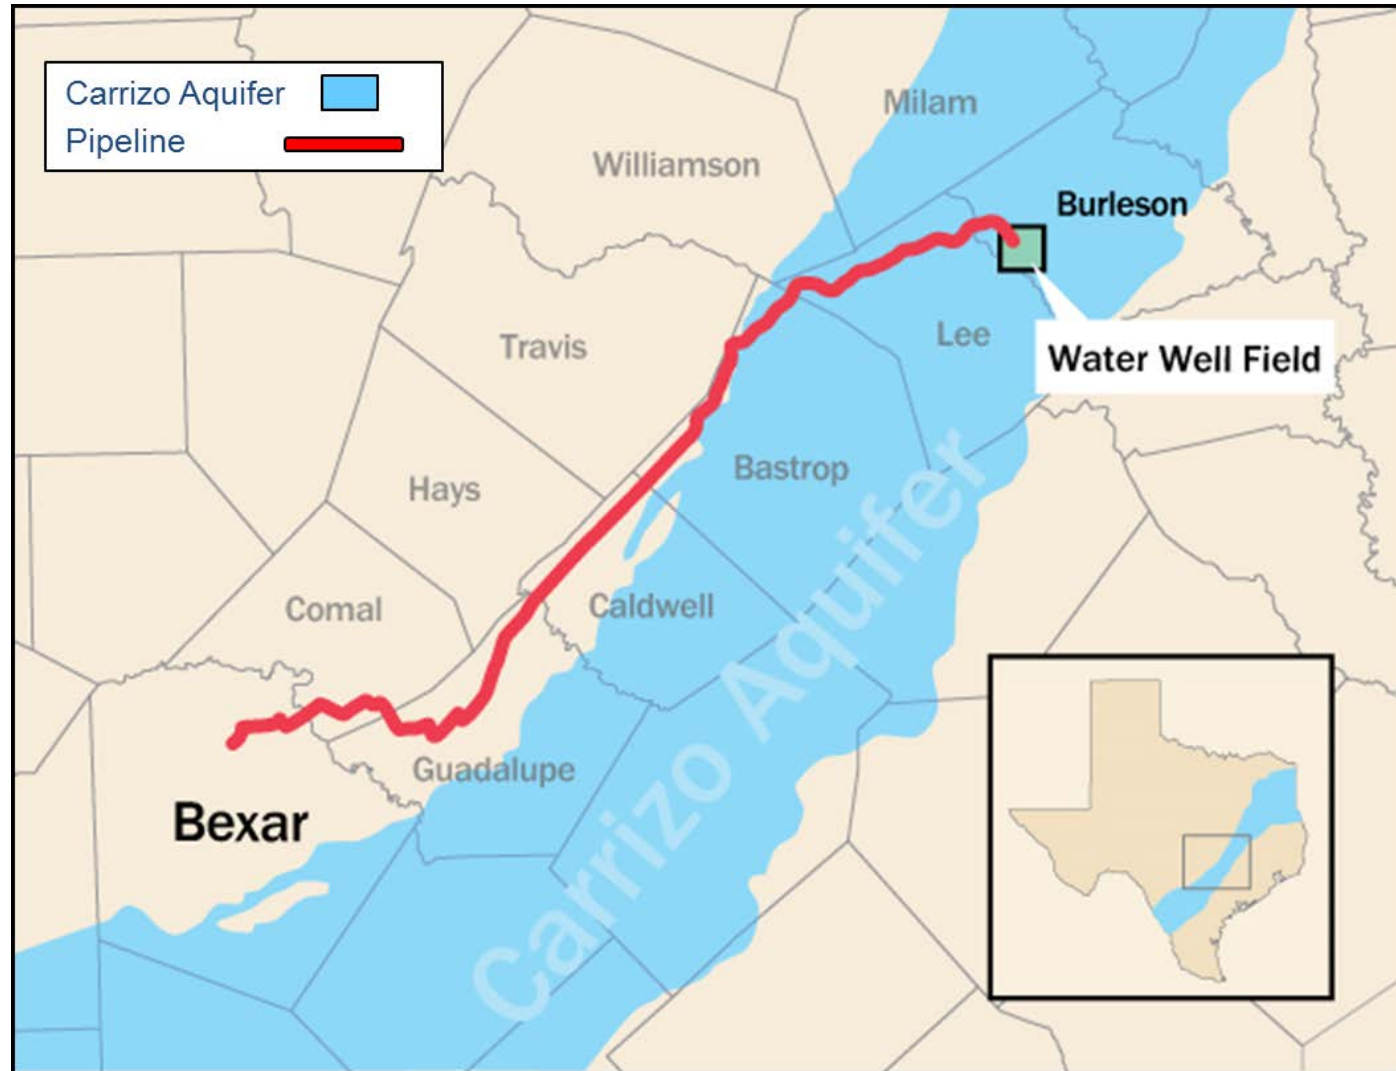 Carrizo Aquifer
Pipeline
Milam
Williamson
Burleson
Travis
Lee
Water Well Field
Hays
Bastrop
Comal
Caldwell
Carrizo Aquifer
Guadalupe
Bexar